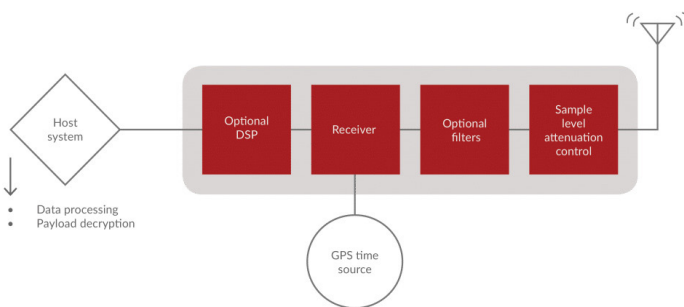 Host
system
Optional
DSP
Receiver
Optional
filters
Sample
level
attenuation
control
• Data processing
• Payload decryption
GPS time
source